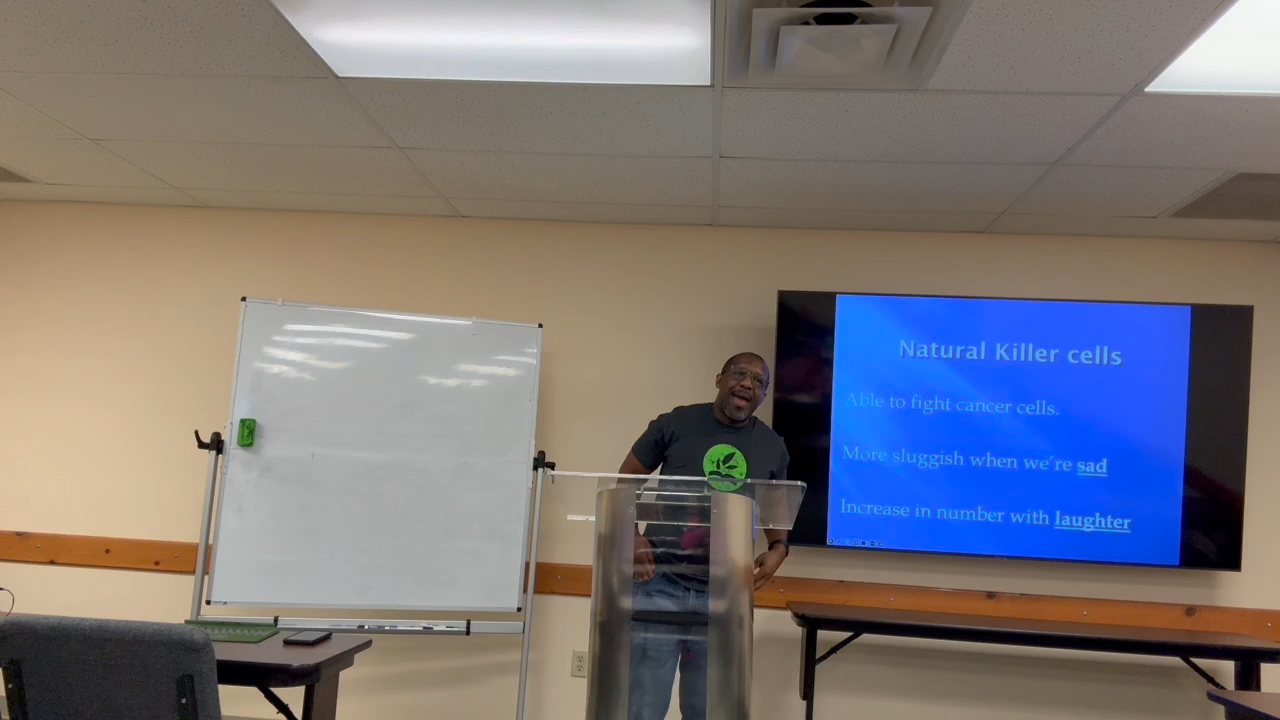 Natural Killer cells
Able to fight cancer cells.
More sluggish when we're sad
Increase in number with laughter